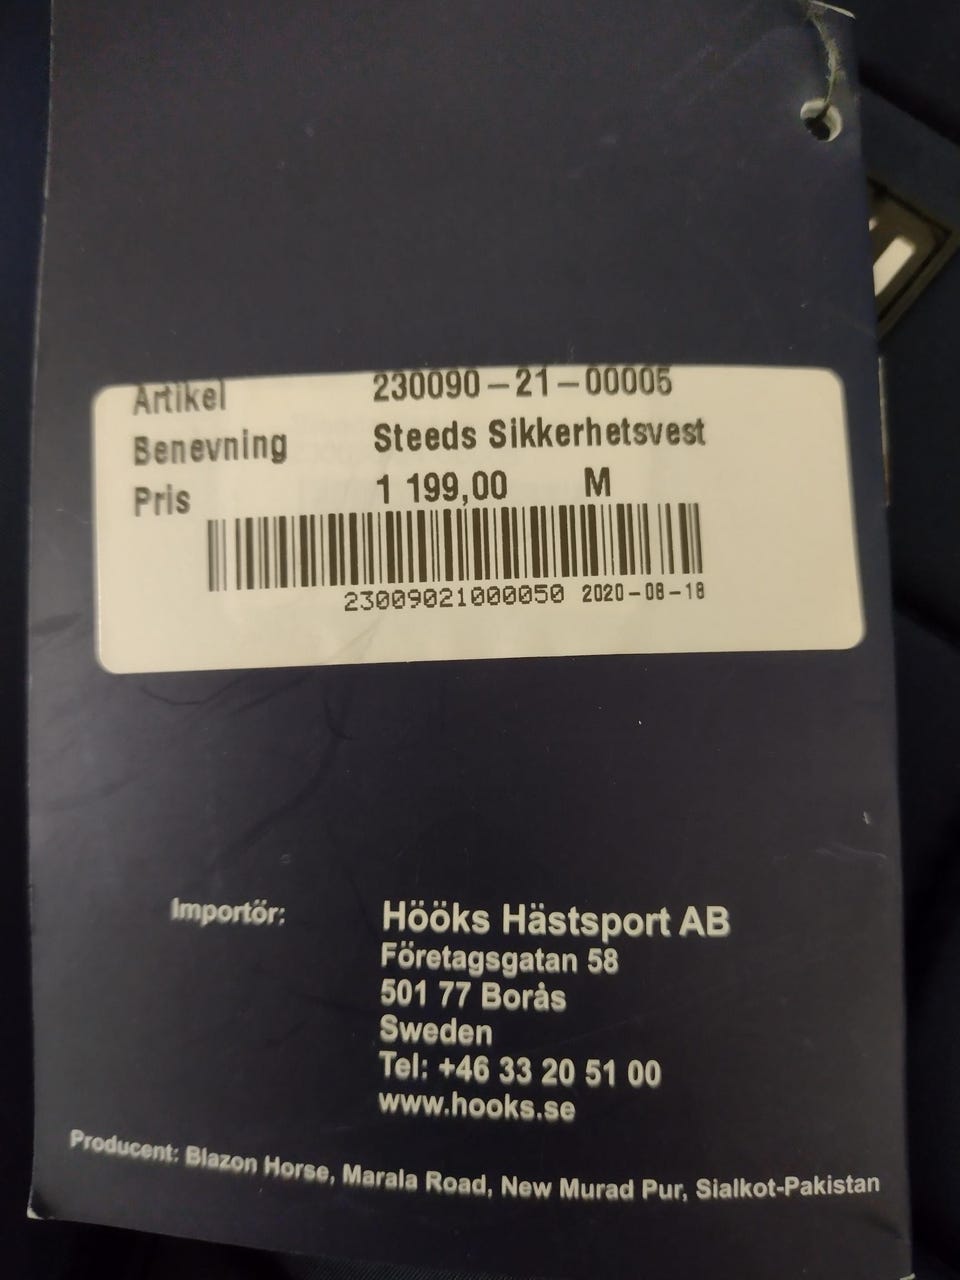 Artikel 230090-21-00005
Benevning Steeds Sikkerhetsvest
Pris 1 199,00 M
23009021000050 2020-08-18
Importör: Hööks Hästsport AB
Företagsgatan 58
501 77 Borås
Sweden
Tel: +46 33 20 51 00
www.hooks.se
Producent: Blazon Horse, Marala Road, New Murad Pur, Sialkot-Pakistan